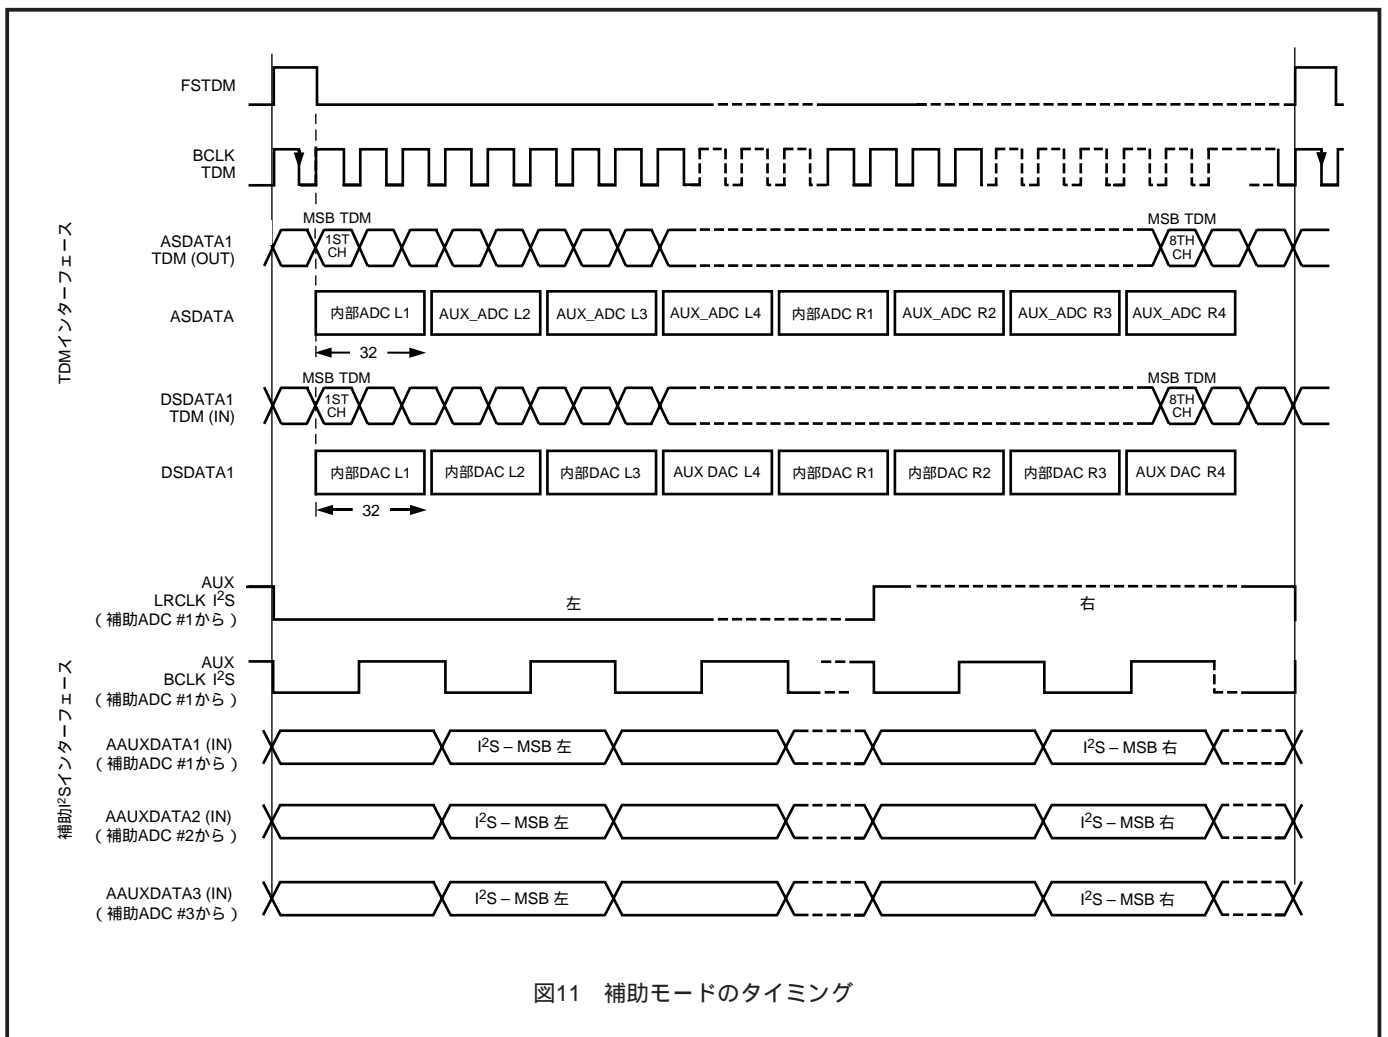 FSTDM
BCLK
TDM
TDMインターフェース
MSB TDM
MSB TDM
ASDATA1
TDM (OUT)
1ST
CH
8TH
CH
ASDATA
内部ADC L1
AUX_ADC L2
AUX_ADC L3
AUX_ADC L4
内部ADC R1
AUX_ADC R2
AUX_ADC R3
AUX_ADC R4
32
MSB TDM
MSB TDM
DSDATA1
TDM (IN)
1ST
CH
8TH
CH
DSDATA1
内部DAC L1
内部DAC L2
内部DAC L3
AUX DAC L4
内部DAC R1
内部DAC R2
内部DAC R3
AUX DAC R4
32
AUX
LRCLK I²S
(補助ADC #1から)
左
右
補助I²Sインターフェース
AUX
BCLK I²S
(補助ADC #1から)
AAUXDATA1 (IN)
(補助ADC #1から)
I²S – MSB 左
I²S – MSB 右
AAUXDATA2 (IN)
(補助ADC #2から)
I²S – MSB 左
I²S – MSB 右
AAUXDATA3 (IN)
(補助ADC #3から)
I²S – MSB 左
I²S – MSB 右
図11 補助モードのタイミング